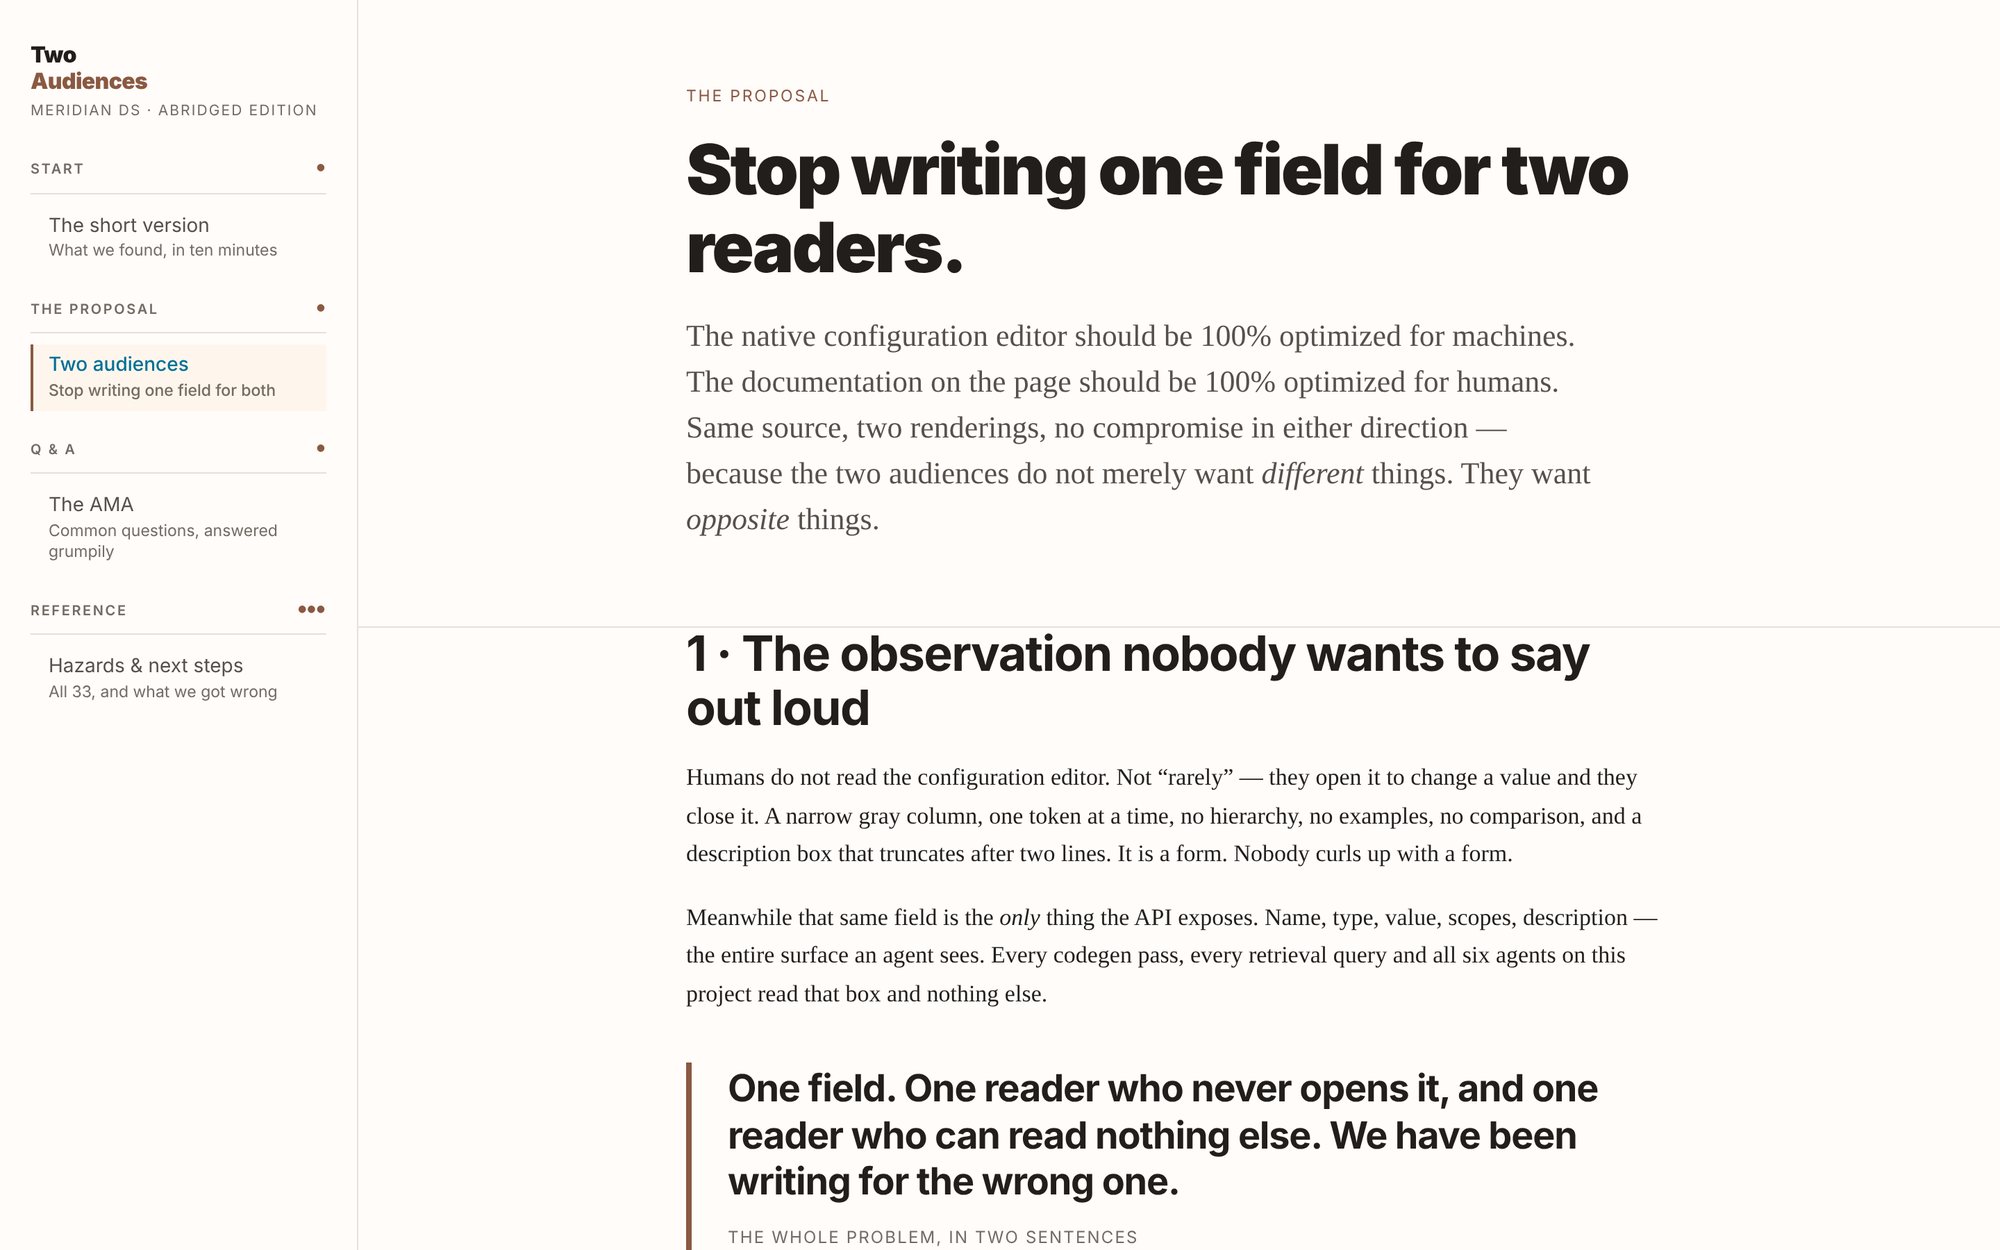 Two
Audiences
MERIDIAN DS · ABRIDGED EDITION
START
The short version
What we found, in ten minutes
THE PROPOSAL
Two audiences
Stop writing one field for both
Q & A
The AMA
Common questions, answered
grumpily
REFERENCE
Hazards & next steps
All 33, and what we got wrong
THE PROPOSAL
Stop writing one field for two
readers.
The native configuration editor should be 100% optimized for machines.
The documentation on the page should be 100% optimized for humans.
Same source, two renderings, no compromise in either direction —
because the two audiences do not merely want different things. They want
opposite things.
1 · The observation nobody wants to say
out loud
Humans do not read the configuration editor. Not “rarely” — they open it to change a value and they
close it. A narrow gray column, one token at a time, no hierarchy, no examples, no comparison, and a
description box that truncates after two lines. It is a form. Nobody curls up with a form.
Meanwhile that same field is the only thing the API exposes. Name, type, value, scopes, description —
the entire surface an agent sees. Every codegen pass, every retrieval query and all six agents on this
project read that box and nothing else.
One field. One reader who never opens it, and one
reader who can read nothing else. We have been
writing for the wrong one.
THE WHOLE PROBLEM, IN TWO SENTENCES